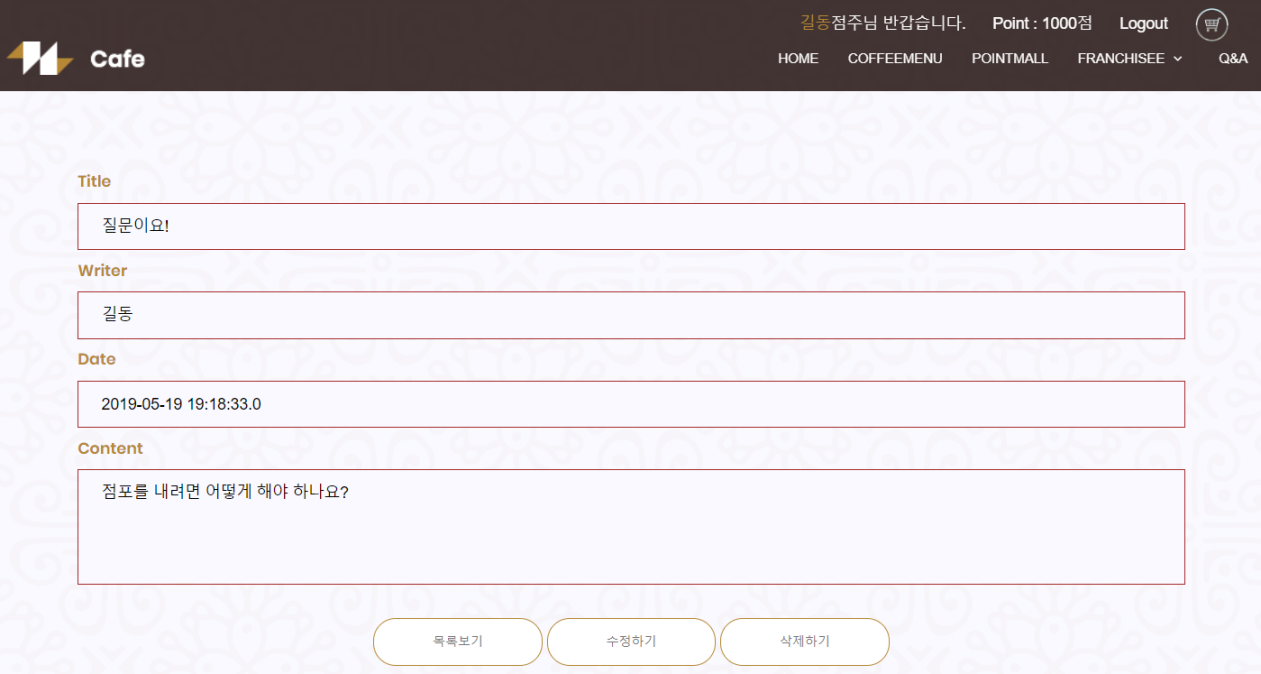 길동점주님 반갑습니다. Point : 1000점 Logout
Cafe
HOME COFFEEMENU POINTMALL FRANCHISEE Q&A
Title
질문이요!
Writer
길동
Date
2019-05-19 19:18:33.0
Content
점포를 내려면 어떻게 해야 하나요?
목록보기 수정하기 삭제하기